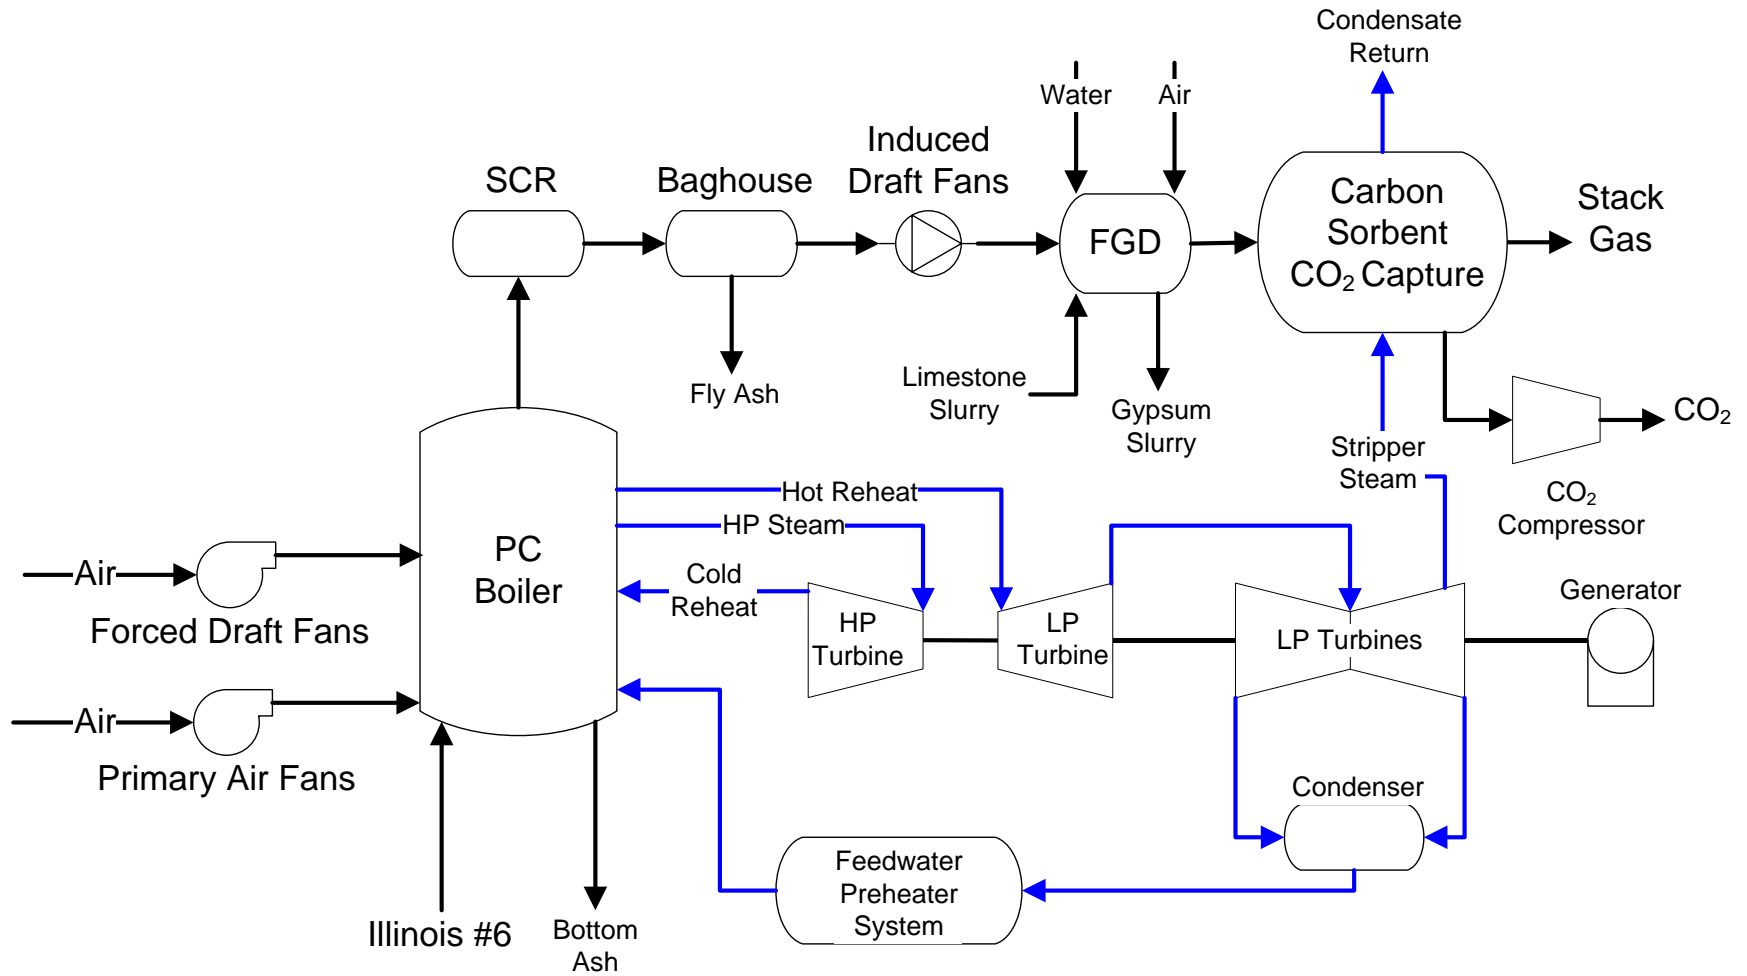 Condensate
Return
Water
Air
Induced
Draft Fans
SCR
Baghouse
FGD
Carbon
Sorbent
CO₂ Capture
Stack
Gas
Fly Ash
Limestone
Slurry
Gypsum
Slurry
CO₂
Stripper
Steam
CO₂
Compressor
Hot Reheat
HP Steam
PC
Boiler
Cold
Reheat
Air
Forced Draft Fans
HP
Turbine
LP
Turbine
LP Turbines
Generator
Air
Primary Air Fans
Condenser
Feedwater
Preheater
System
Illinois #6
Bottom
Ash